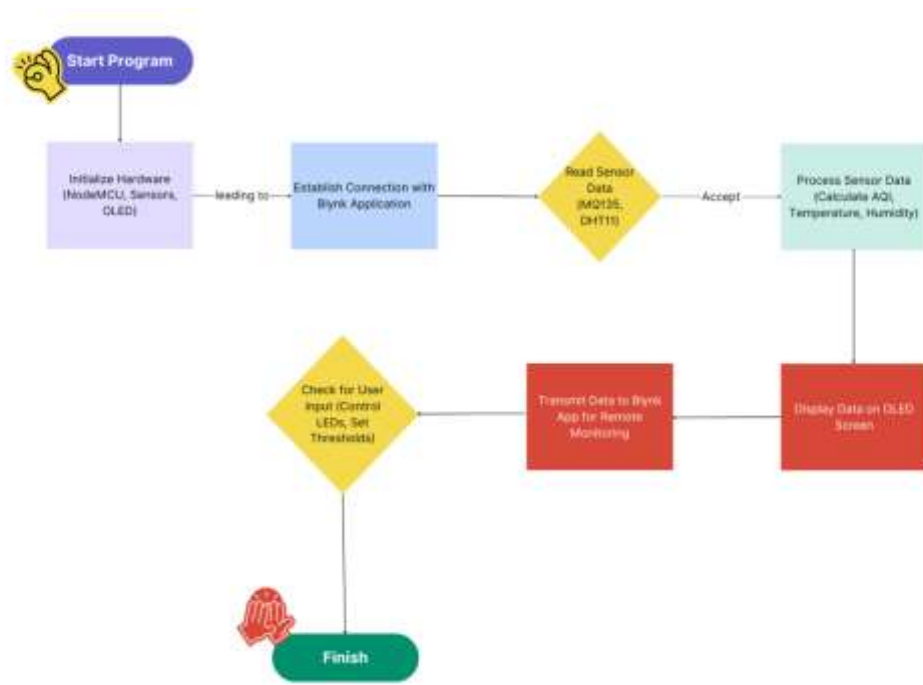 Start Program
Initialize Hardware
(NodeMCU, Sensors,
OLED)
leading to
Establish Connection with
Blynk Application
Read Sensor
Data
(MQ135,
DHT11)
Accept
Process Sensor Data
(Calculate AQI,
Temperature, Humidity)
Check for User
Input (Control
LEDs, Set
Thresholds)
Transmit Data to Blynk
App for Remote
Monitoring
Display Data on OLED
Screen
Finish